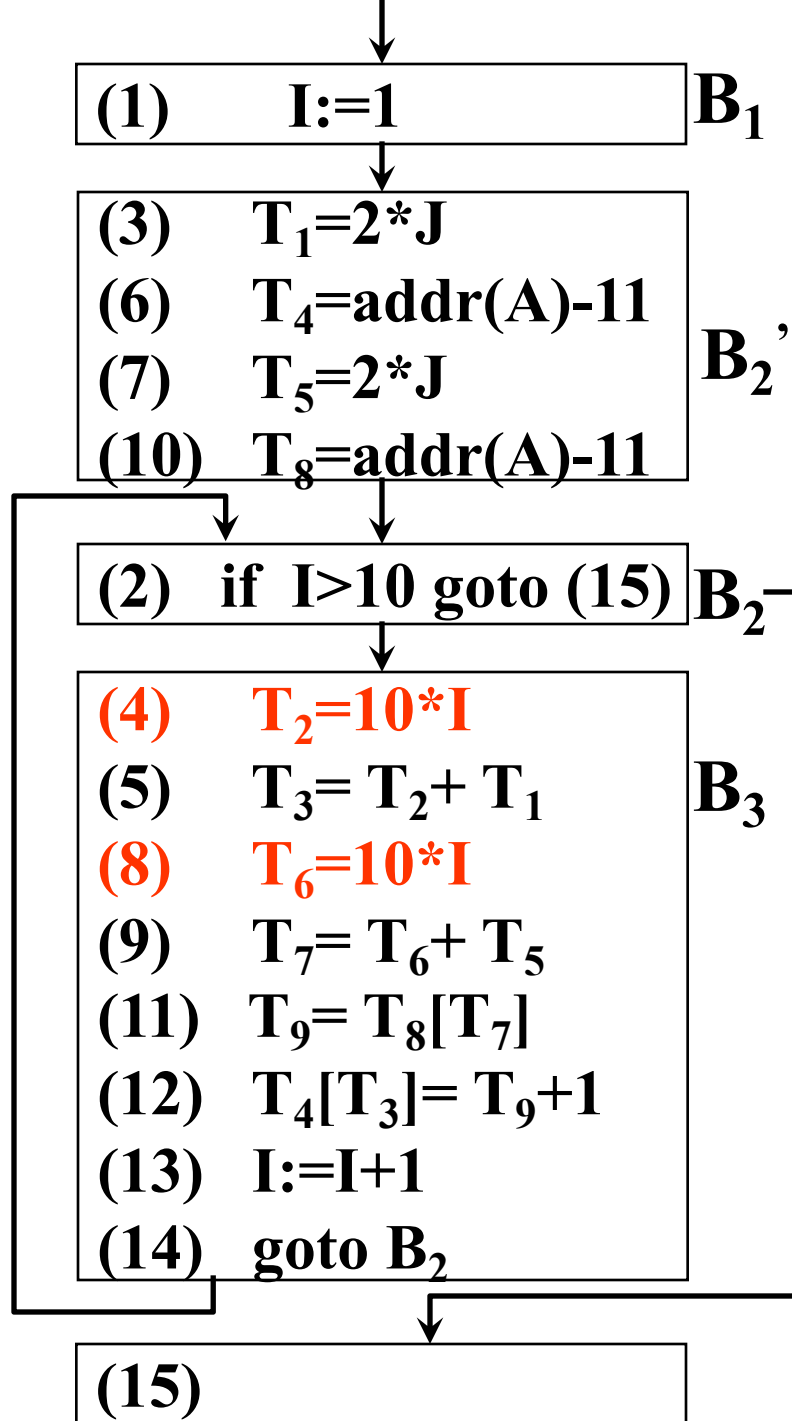 (1) I:=1 B₁
(3) T₁=2*J
(6) T₄=addr(A)-11
B₂’
(7) T₅=2*J
(10) T₈=addr(A)-11
(2) if I>10 goto (15) B₂
(4) T₂=10*I
(5) T₃= T₂+ T₁ B₃
(8) T₆=10*I
(9) T₇= T₆+ T₅
(11) T₉= T₈[T₇]
(12) T₄[T₃]= T₉+1
(13) I:=I+1
(14) goto B₂
(15)